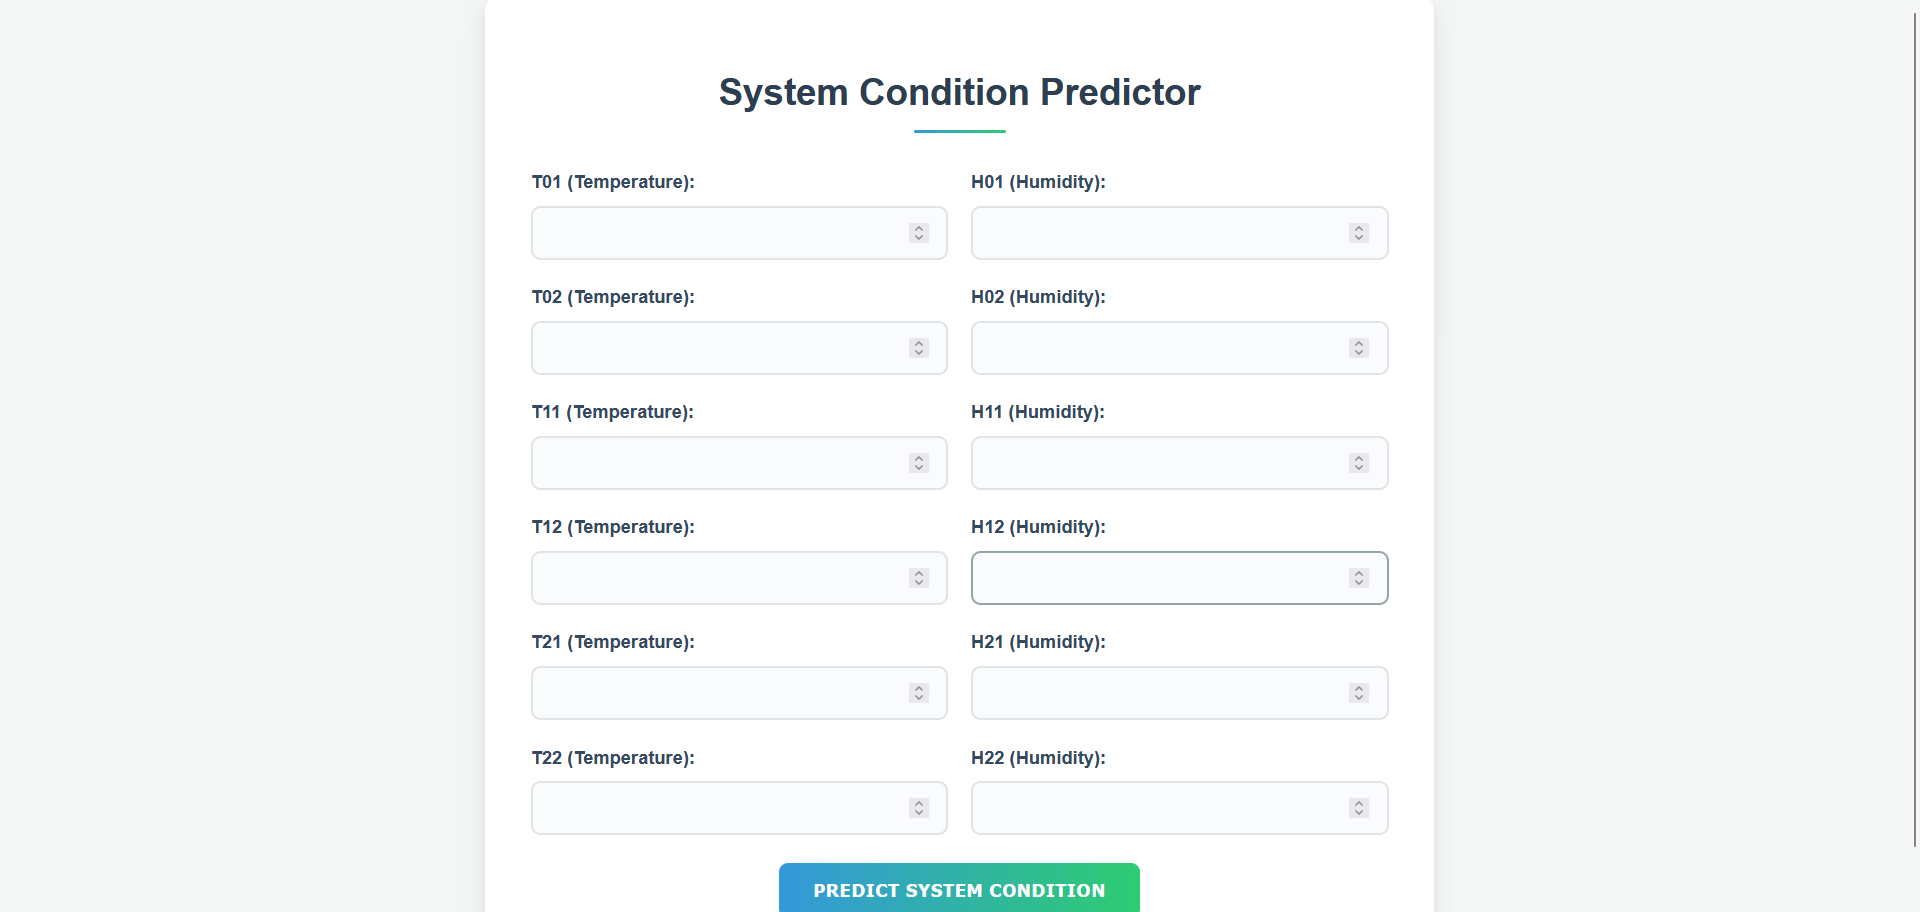 System Condition Predictor
T01 (Temperature):
H01 (Humidity):
T02 (Temperature):
H02 (Humidity):
T11 (Temperature):
H11 (Humidity):
T12 (Temperature):
H12 (Humidity):
T21 (Temperature):
H21 (Humidity):
T22 (Temperature):
H22 (Humidity):
PREDICT SYSTEM CONDITION